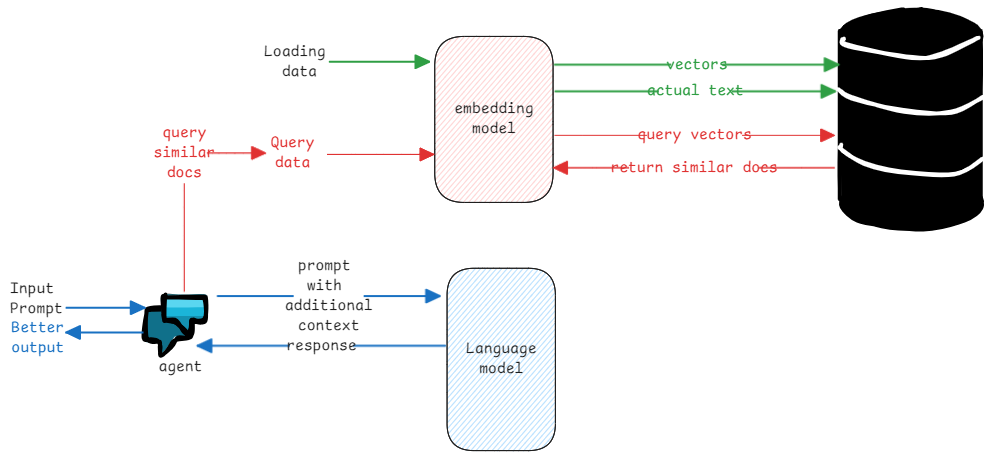 Loading
data
embedding
model
vectors
actual text
query vectors
return similar docs
query
similar
docs
Query
data
Input
Prompt
Better
output
agent
prompt
with
additional
context
response
Language
model